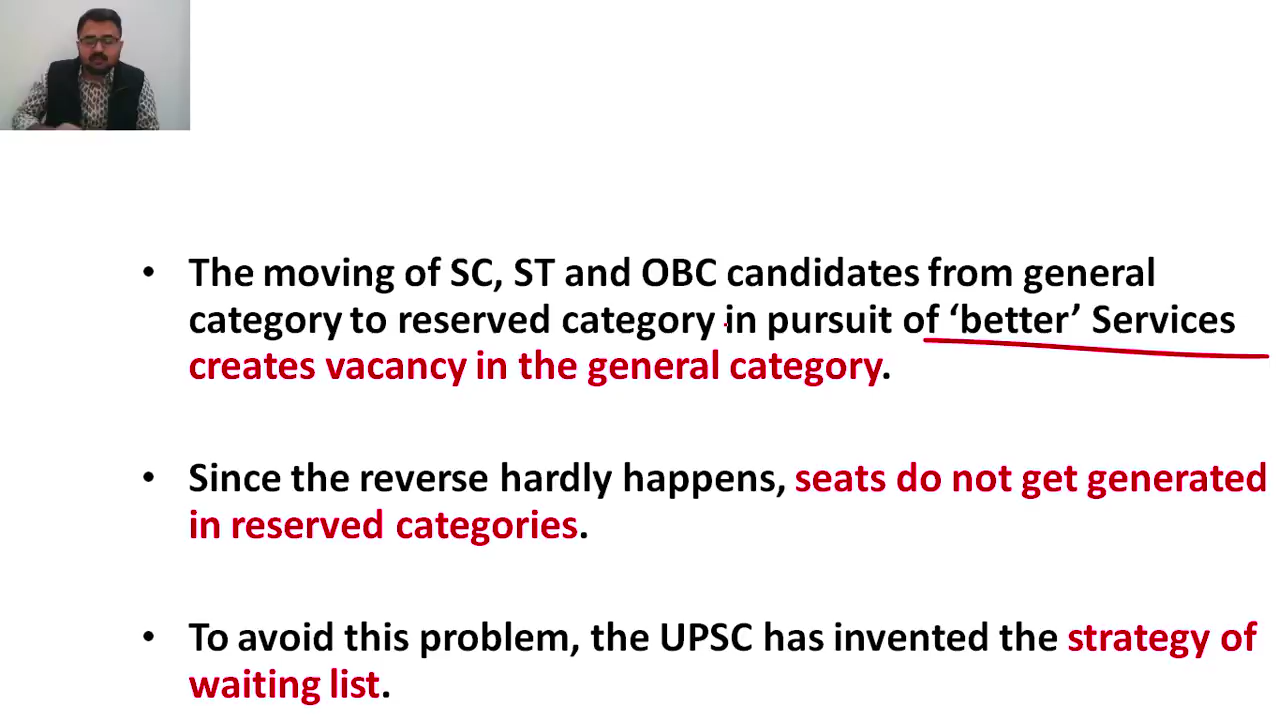 • The moving of SC, ST and OBC candidates from general
category to reserved category in pursuit of ‘better’ Services
creates vacancy in the general category.
• Since the reverse hardly happens, seats do not get generated
in reserved categories.
• To avoid this problem, the UPSC has invented the strategy of
waiting list.